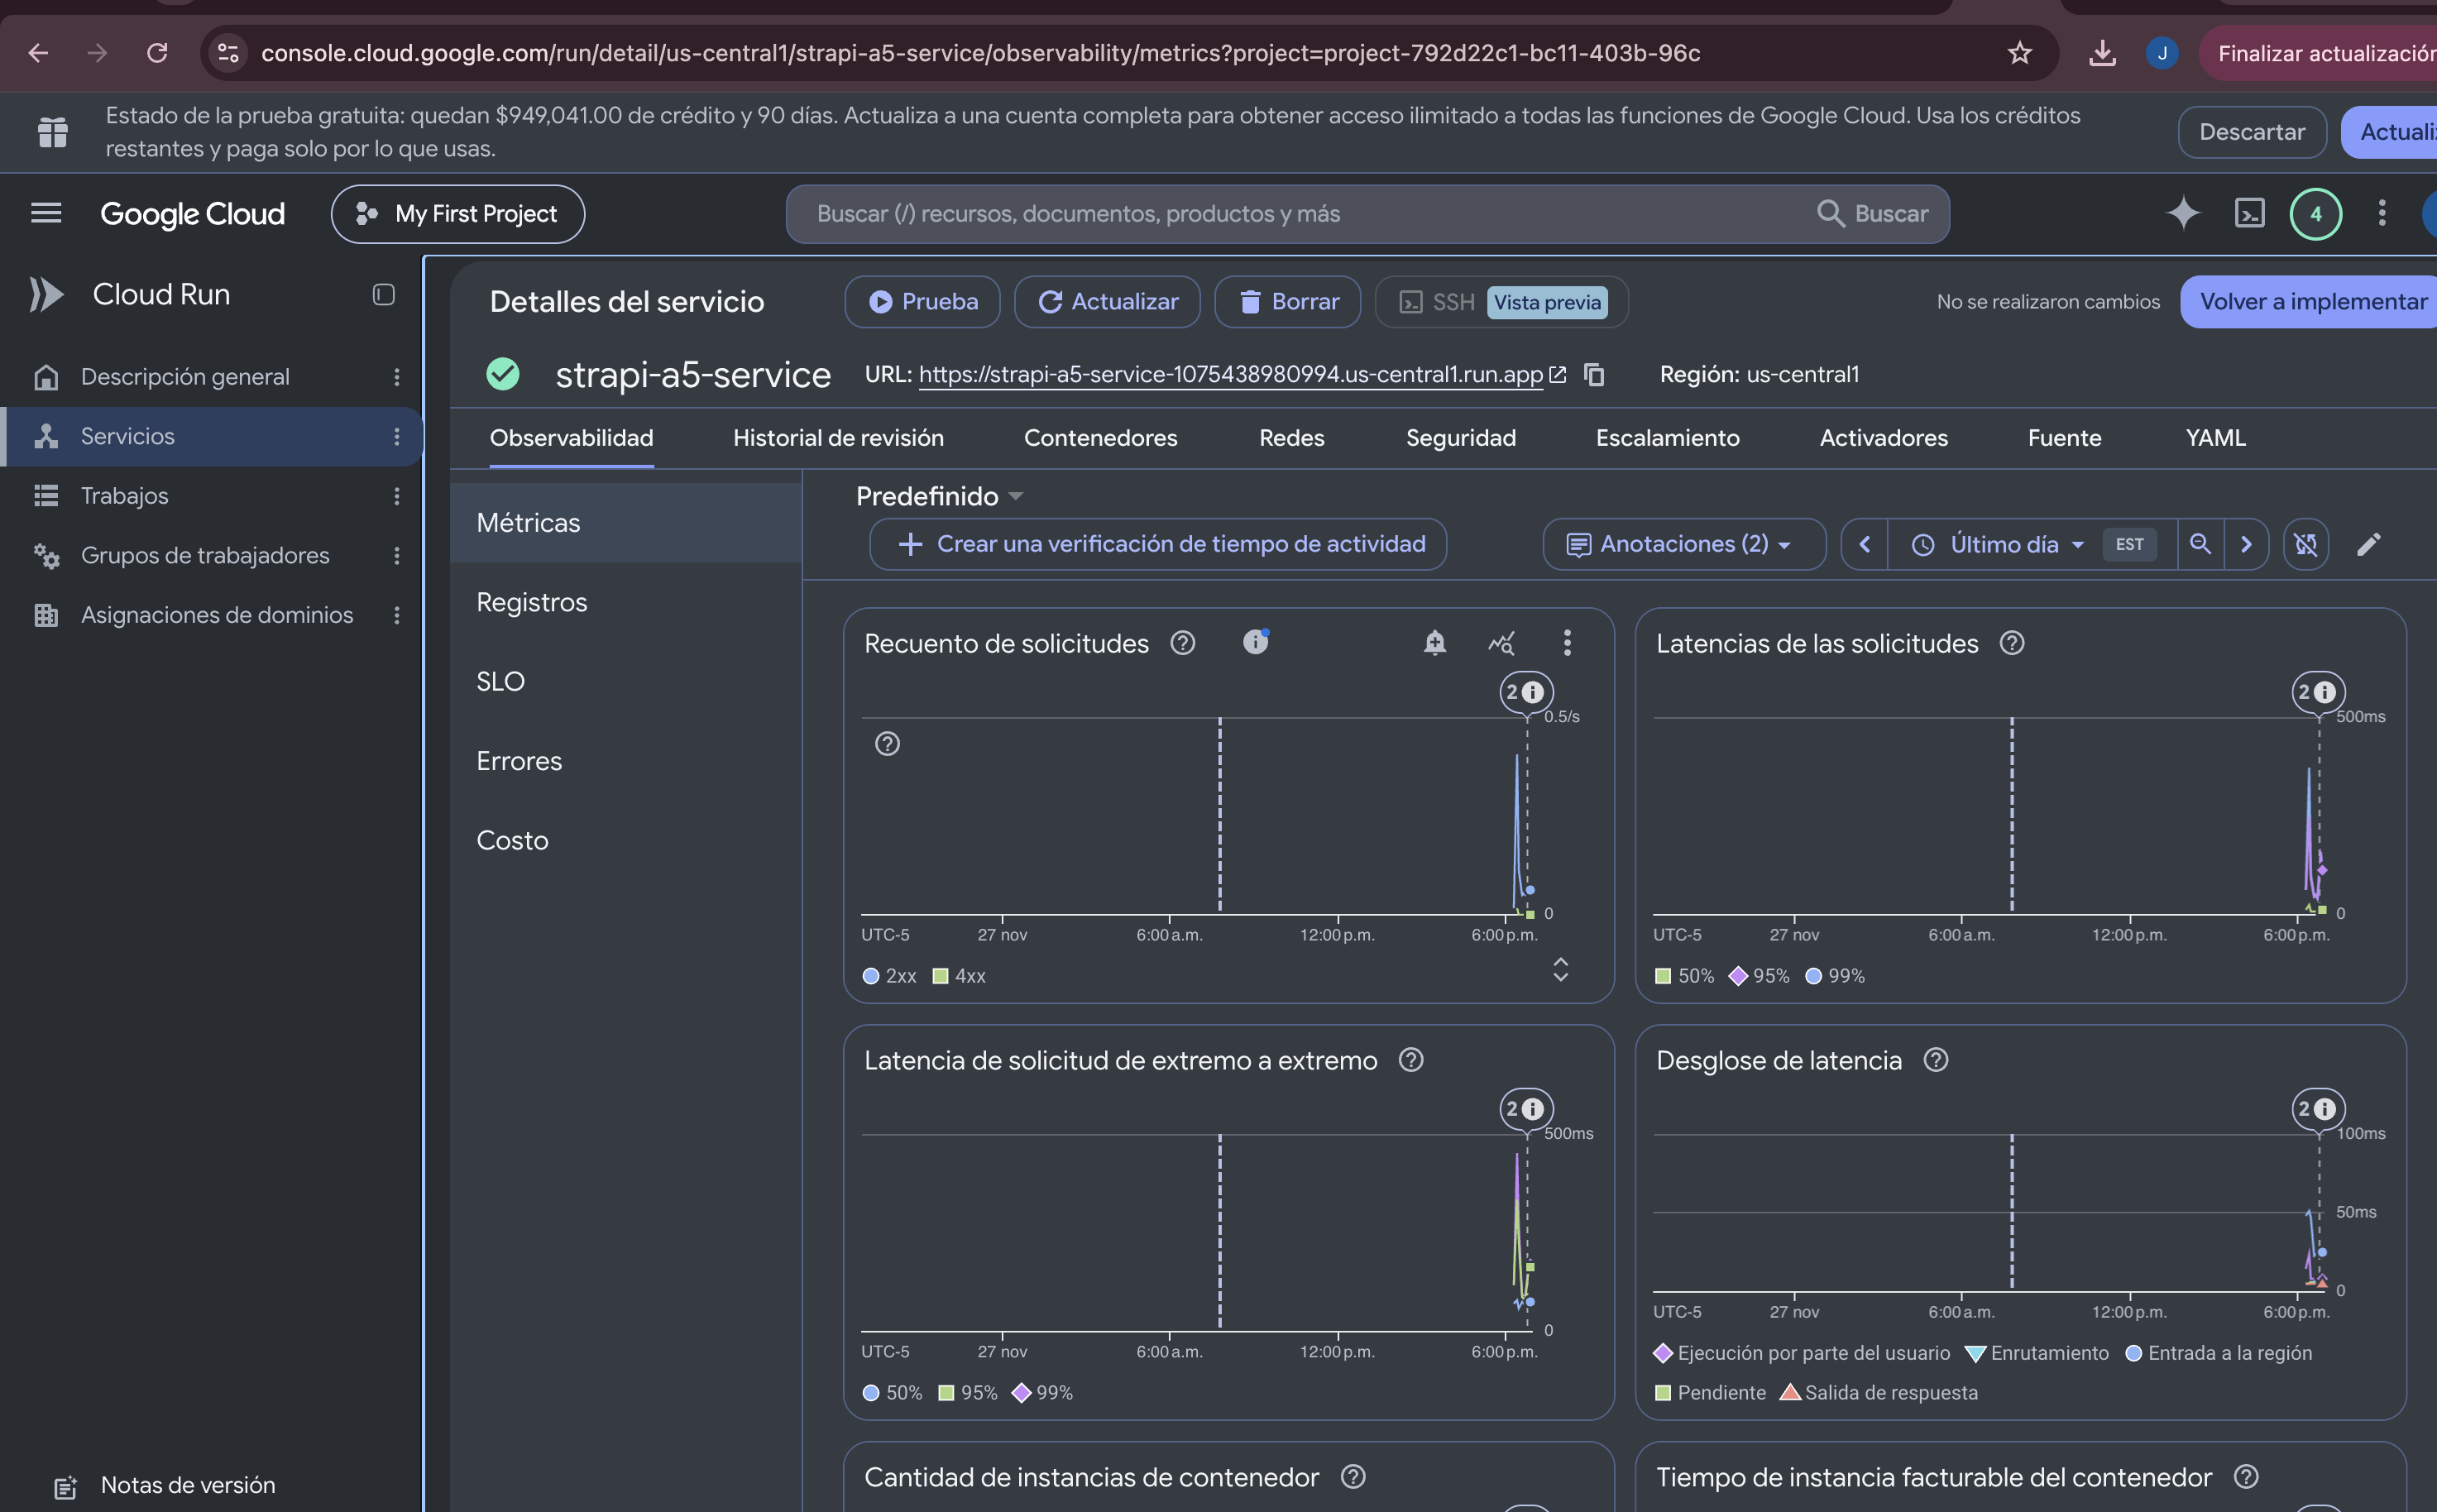 console.cloud.google.com/run/detail/us-central1/strapi-a5-service/observability/metrics?project=project-792d22c1-bc11-403b-96c
J
Finalizar actualización
Estado de la prueba gratuita: quedan $949,041.00 de crédito y 90 días. Actualiza a una cuenta completa para obtener acceso ilimitado a todas las funciones de Google Cloud. Usa los créditos
restantes y paga solo por lo que usas.
Descartar
Actuali
Google Cloud
My First Project
Buscar (/) recursos, documentos, productos y más
Buscar
4
Cloud Run
Descripción general
Servicios
Trabajos
Grupos de trabajadores
Asignaciones de dominios
Notas de versión
Detalles del servicio
Prueba
Actualizar
Borrar
SSH
Vista previa
No se realizaron cambios
Volver a implementar
strapi-a5-service
URL: https://strapi-a5-service-1075438980994.us-central1.run.app
Región: us-central1
Observabilidad
Historial de revisión
Contenedores
Redes
Seguridad
Escalamiento
Activadores
Fuente
YAML
Métricas
Registros
SLO
Errores
Costo
Predefinido
Crear una verificación de tiempo de actividad
Anotaciones (2)
Último día
EST
Recuento de solicitudes
2
0.5/s
0
UTC-5
27 nov
6:00 a.m.
12:00 p.m.
6:00 p.m.
2xx
4xx
Latencias de las solicitudes
2
500ms
0
UTC-5
27 nov
6:00 a.m.
12:00 p.m.
6:00 p.m.
50%
95%
99%
Latencia de solicitud de extremo a extremo
2
500ms
0
UTC-5
27 nov
6:00 a.m.
12:00 p.m.
6:00 p.m.
50%
95%
99%
Desglose de latencia
2
100ms
50ms
0
UTC-5
27 nov
6:00 a.m.
12:00 p.m.
6:00 p.m.
Ejecución por parte del usuario
Enrutamiento
Entrada a la región
Pendiente
Salida de respuesta
Cantidad de instancias de contenedor
Tiempo de instancia facturable del contenedor